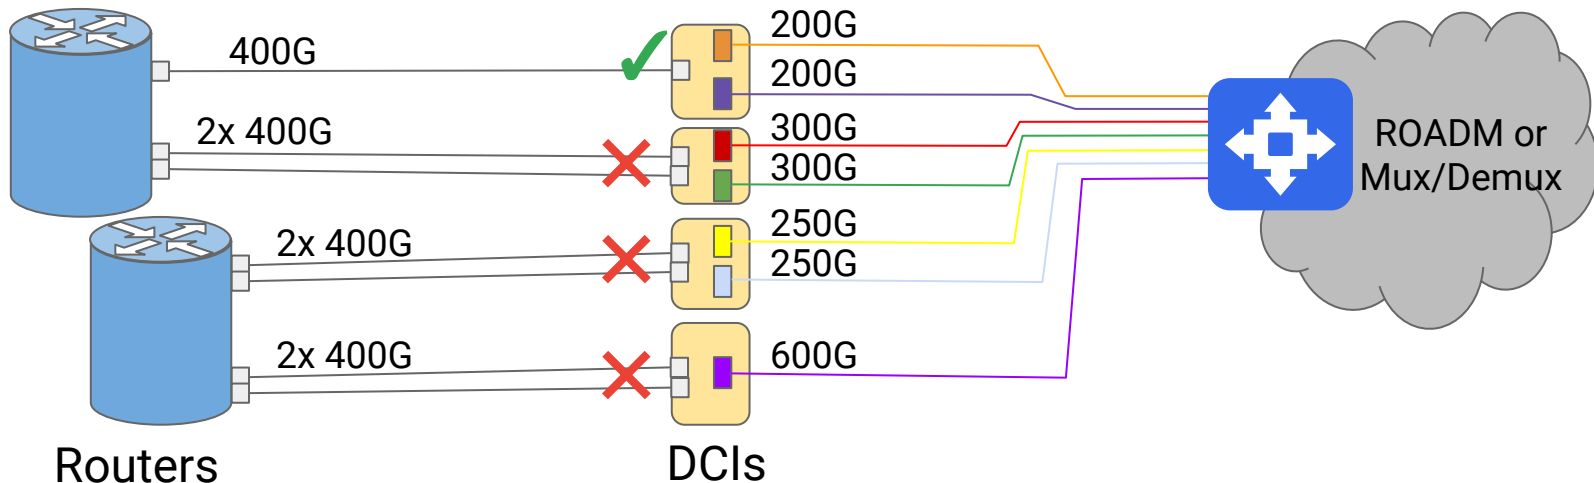 400G
200G
200G
2x 400G
300G
300G
2x 400G
250G
250G
2x 400G
600G
ROADM or
Mux/Demux
Routers
DCIs